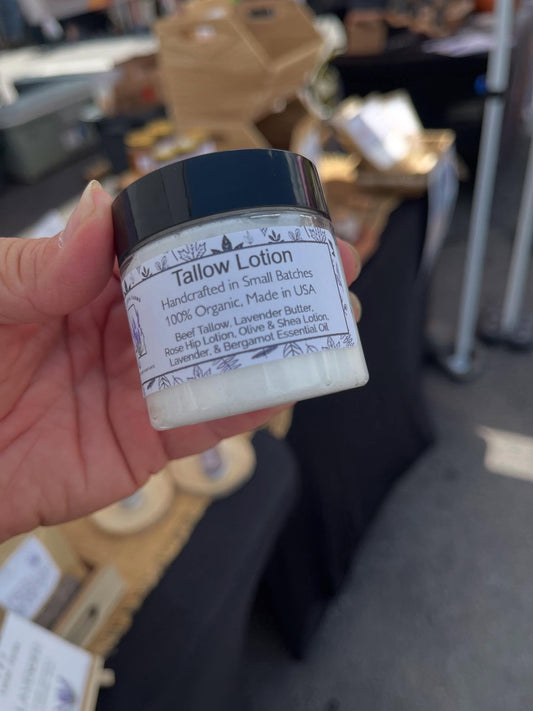 Tallow Lotion
Handcrafted in Small Batches
100% Organic, Made in USA
Beef Tallow, Lavender Butter,
Rose Hip Lotion, Olive & Shea Lotion,
Lavender, & Bergamot Essential Oil